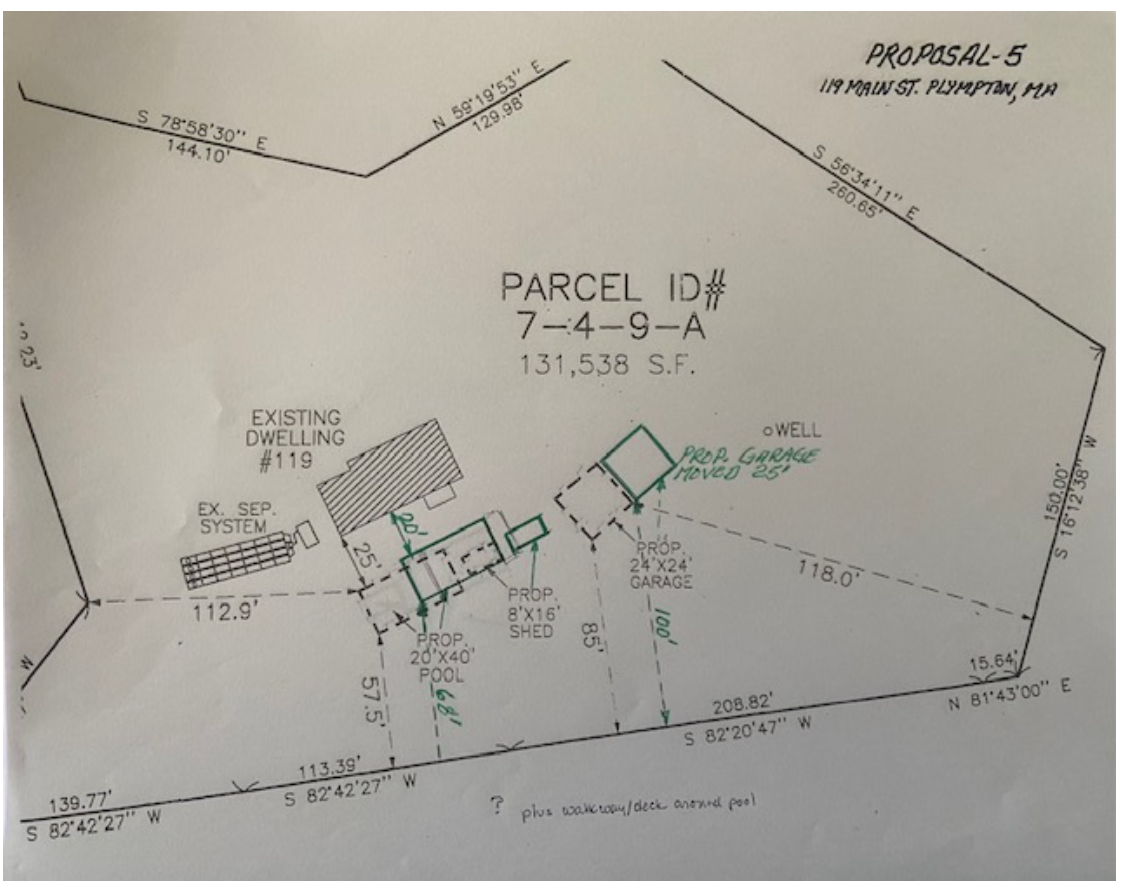 PROPOSAL-5
119 MAIN ST. PLYMPTON, MA
S 78°58'30" E
144.10'
N 59°19'53" E
129.98'
S 56°34'11" E
260.65'
PARCEL ID#
7-4-9-A
131,538 S.F.
EXISTING
DWELLING
#119
EX. SEP.
SYSTEM
WELL
PROP. GARAGE
MOVED 25'
20'
25'
112.9'
PROP.
20'X40'
POOL
PROP.
8'X16'
SHED
PROP.
24'X24'
GARAGE
118.0'
150.00'
S 16°12'38" W
57.5'
68'
85'
100'
15.64'
N 81°43'00" E
208.82'
S 82°20'47" W
113.39'
S 82°42'27" W
139.77'
S 82°42'27" W
W
? plus walkway/deck around pool